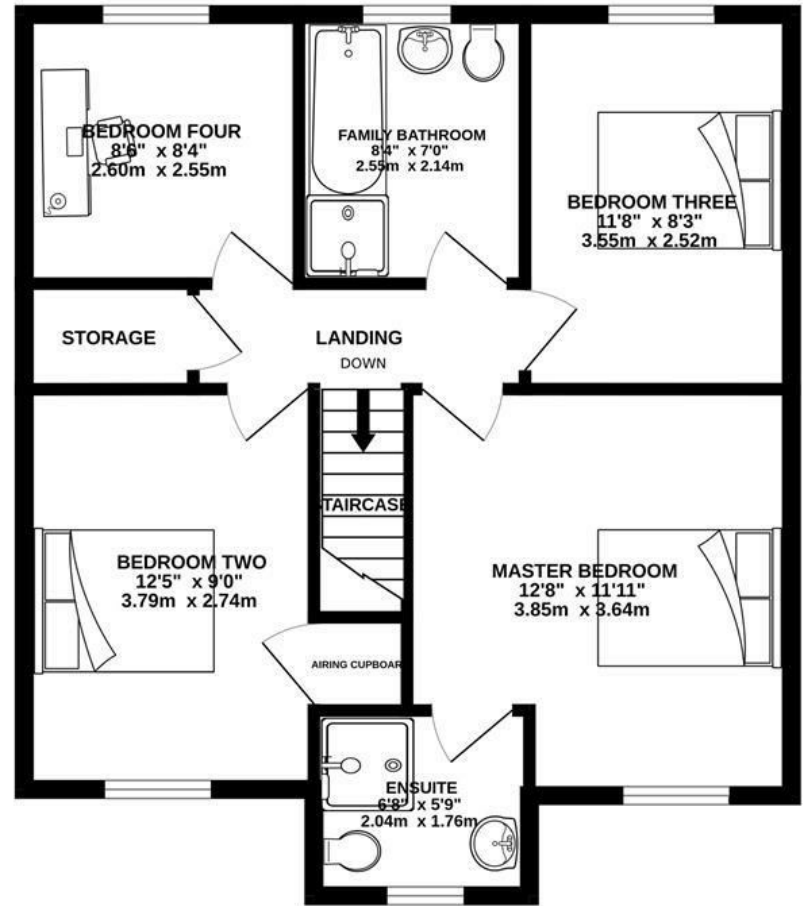 BEDROOM FOUR
8'6" x 8'4"
2.60m x 2.55m
FAMILY BATHROOM
8'4" x 7'0"
2.55m x 2.14m
BEDROOM THREE
11'8" x 8'3"
3.55m x 2.52m
STORAGE
LANDING
DOWN
STAIRCASE
BEDROOM TWO
12'5" x 9'0"
3.79m x 2.74m
MASTER BEDROOM
12'8" x 11'11"
3.85m x 3.64m
AIRING CUPBOAR
ENSUITE
6'8" x 5'9"
2.04m x 1.76m